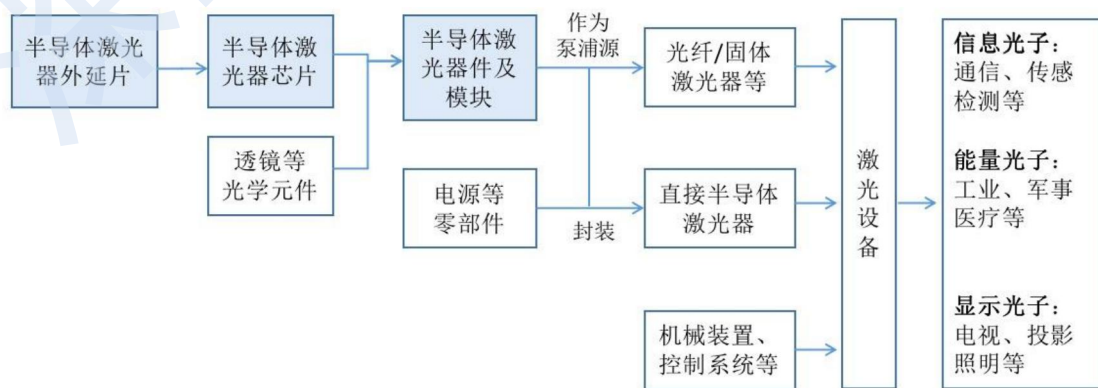 半导体激光
器外延片
半导体激
光器芯片
透镜等
光学元件
半导体激
光器件及
模块
电源等
零部件
作为
泵浦源
封装
光纤/固体
激光器等
直接半导体
激光器
机械装置、
控制系统等
激
光
设
备
信息光子：
通信、传感
检测等
能量光子：
工业、军事
医疗等
显示光子：
电视、投影
照明等